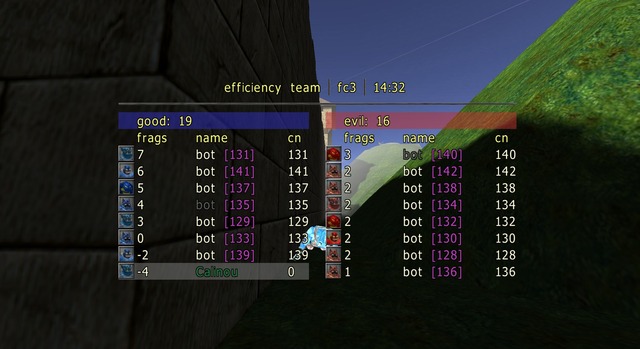 efficiency team | fc3 | 14:32
good: 19 evil: 16
frags name cn frags name cn
7 bot [131] 131 3 bot [140] 140
6 bot [141] 141 2 bot [142] 142
5 bot [137] 137 2 bot [138] 138
4 bot [135] 135 2 bot [134] 134
3 bot [129] 129 2 bot [132] 132
0 bot [133] 133 2 bot [130] 130
-2 bot [139] 139 2 bot [128] 128
-4 Calinou 0 1 bot [136] 136